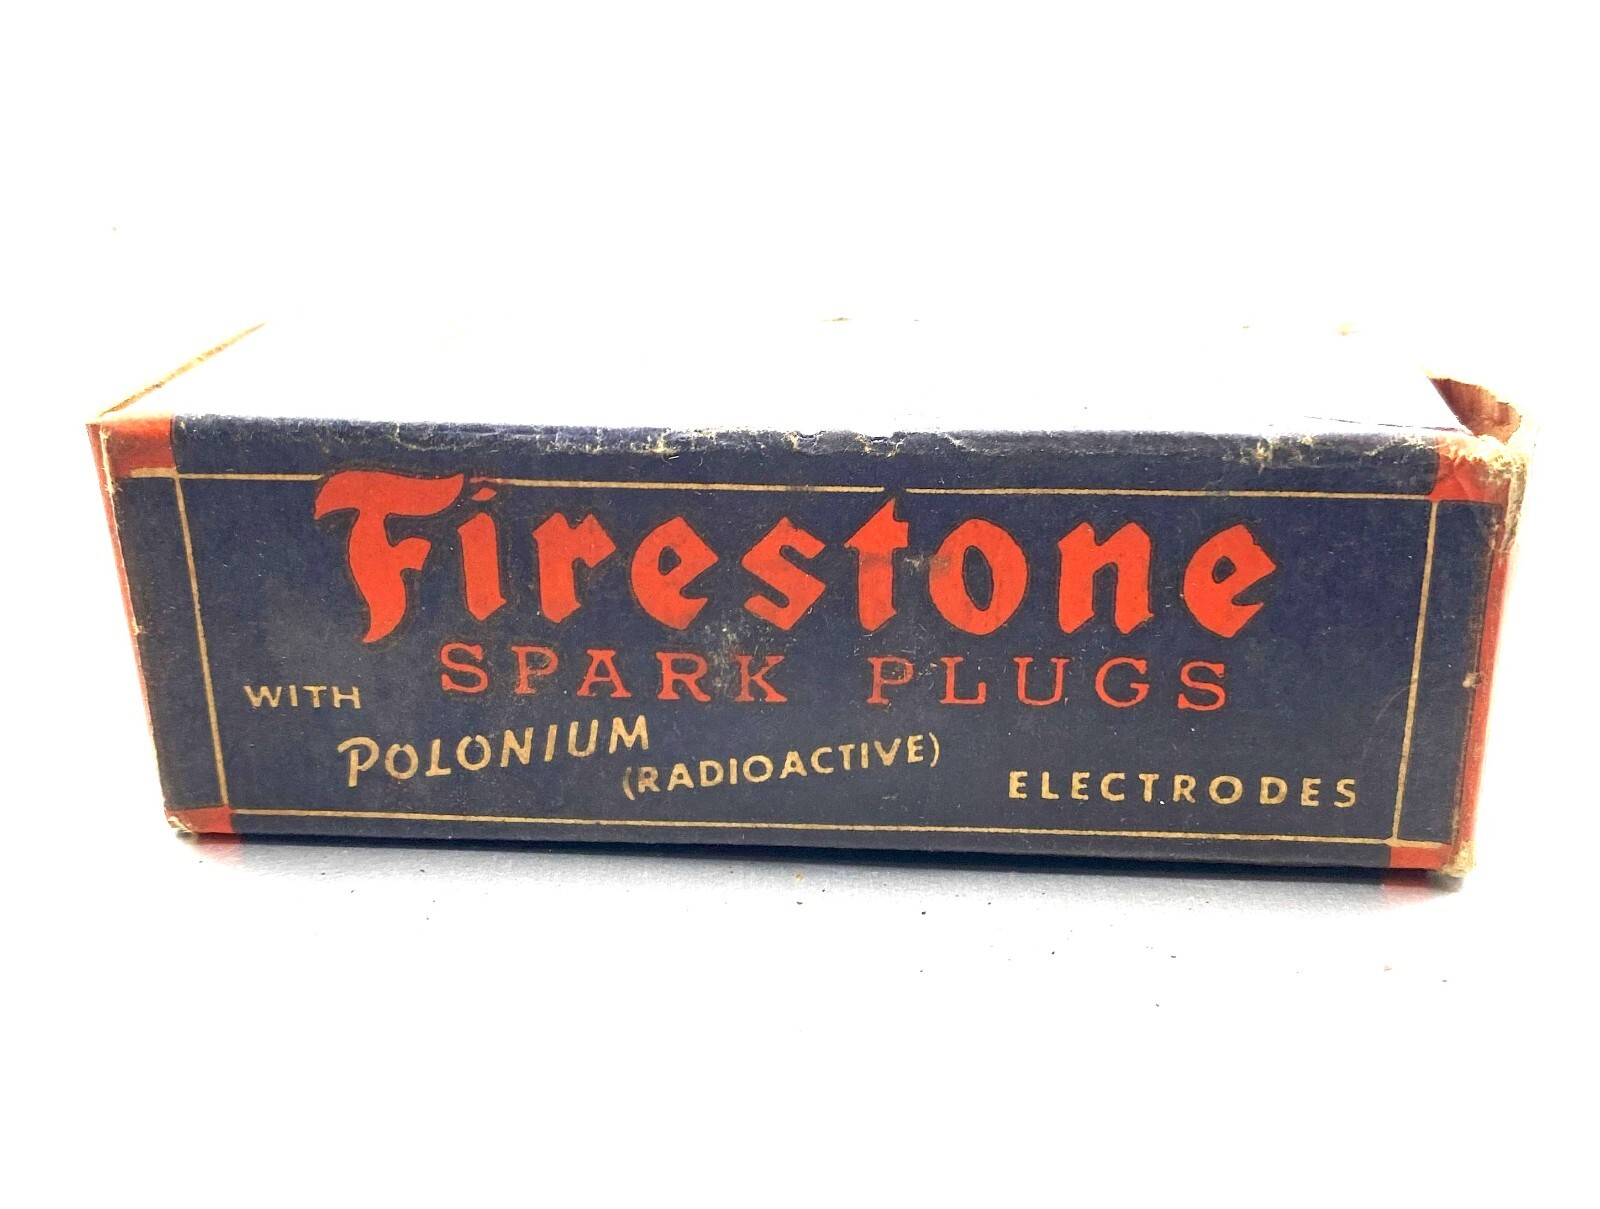 Firestone
SPARK PLUGS
WITH
POLONIUM
(RADIOACTIVE)
ELECTRODES